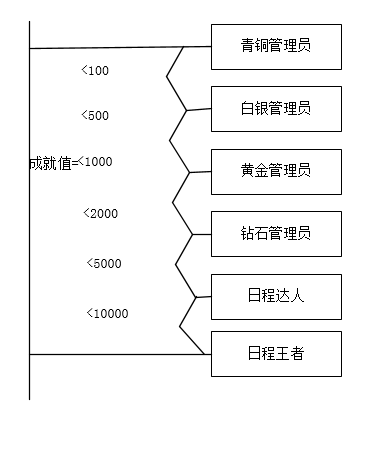 青铜管理员
<100
白银管理员
<500
成就值=<1000
黄金管理员
<2000
钻石管理员
<5000
日程达人
<10000
日程王者